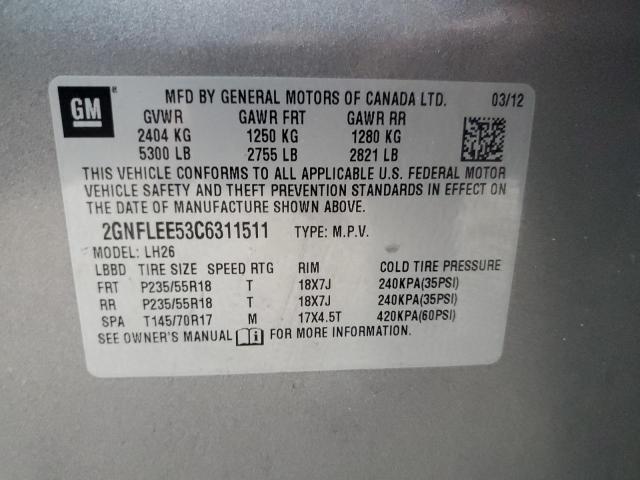 GM ®
MFD BY GENERAL MOTORS OF CANADA LTD. 03/12
GVWR GAWR FRT GAWR RR
2404 KG 1250 KG 1280 KG
5300 LB 2755 LB 2821 LB
THIS VEHICLE CONFORMS TO ALL APPLICABLE U.S. FEDERAL MOTOR
VEHICLE SAFETY AND THEFT PREVENTION STANDARDS IN EFFECT ON
THE DATE OF MANUFACTURE SHOWN ABOVE.
2GNFLEE53C6311511 TYPE: M.P.V.
MODEL: LH26
LBBD TIRE SIZE SPEED RTG RIM COLD TIRE PRESSURE
FRT P235/55R18 T 18X7J 240KPA(35PSI)
RR P235/55R18 T 18X7J 240KPA(35PSI)
SPA T145/70R17 M 17X4.5T 420KPA(60PSI)
SEE OWNER'S MANUAL i FOR MORE INFORMATION.